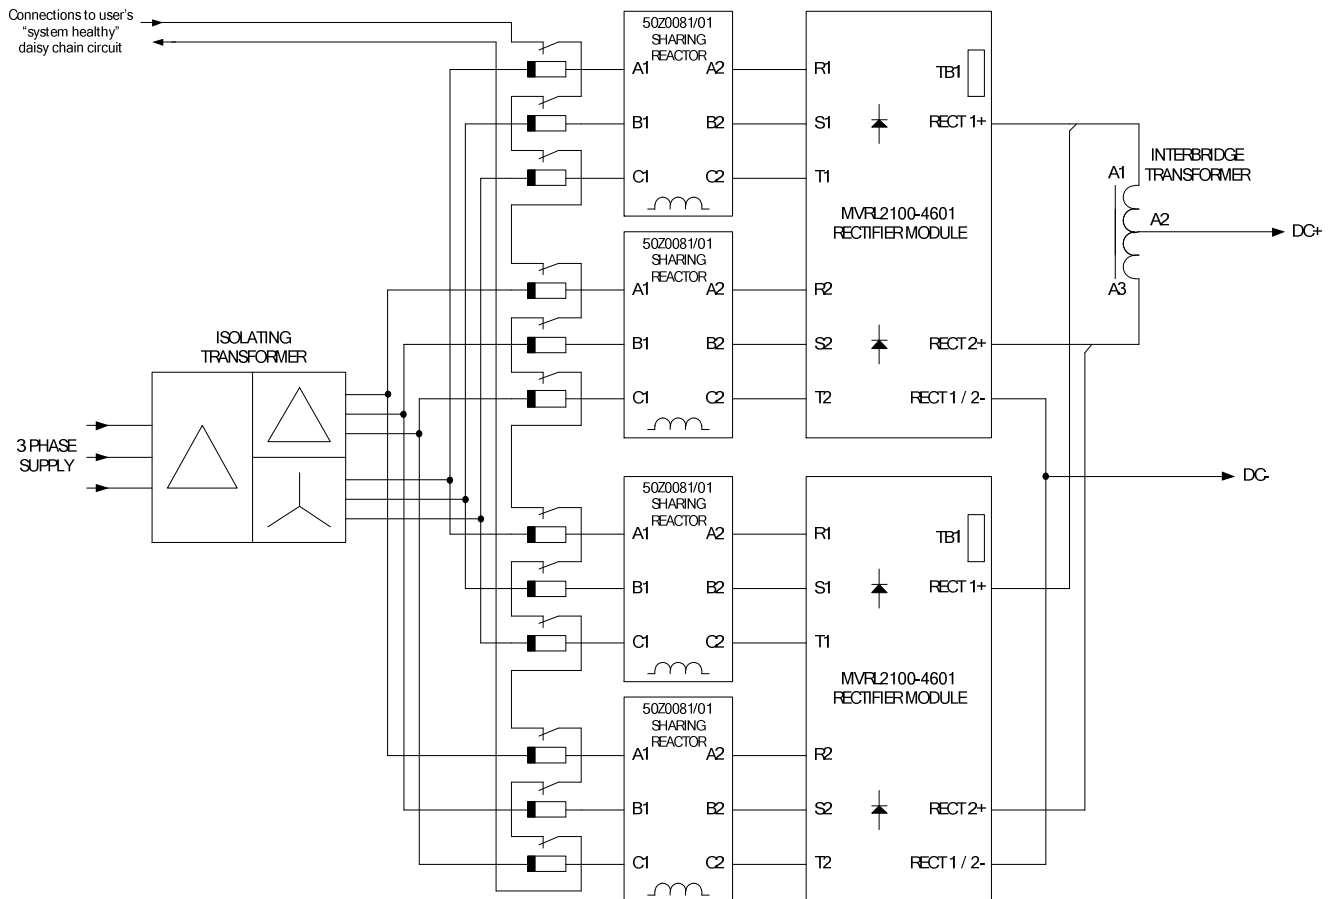 Connections to user's
"system healthy"
daisy chain circuit
50Z0081/01
SHARING
REACTOR
A1 A2
B1 B2
C1 C2
R1
S1
T1
TB1
RECT 1+
MVRL2100-4601
RECTIFIER MODULE
INTERBRIDGE
TRANSFORMER
A1
A2
A3
DC+
50Z0081/01
SHARING
REACTOR
A1 A2
B1 B2
C1 C2
R2
S2
T2
RECT 2+
RECT 1 / 2-
ISOLATING
TRANSFORMER
3 PHASE
SUPPLY
DC-
50Z0081/01
SHARING
REACTOR
A1 A2
B1 B2
C1 C2
R1
S1
T1
TB1
RECT 1+
MVRL2100-4601
RECTIFIER MODULE
50Z0081/01
SHARING
REACTOR
A1 A2
B1 B2
C1 C2
R2
S2
T2
RECT 2+
RECT 1 / 2-